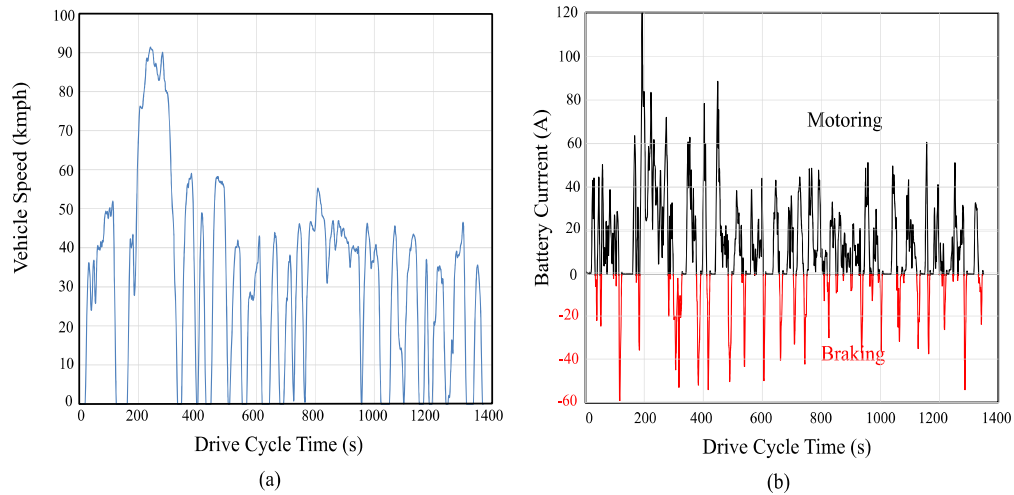 100
90
80
70
60
50
40
30
20
10
0
Vehicle Speed (kmph)
0 200 400 600 800 1000 1200 1400
Drive Cycle Time (s)
(a)
120
100
80
60
40
20
0
-20
-40
-60
Battery Currrent (A)
Motoring
Braking
0 200 400 600 800 1000 1200 1400
Drive Cycle Time (s)
(b)